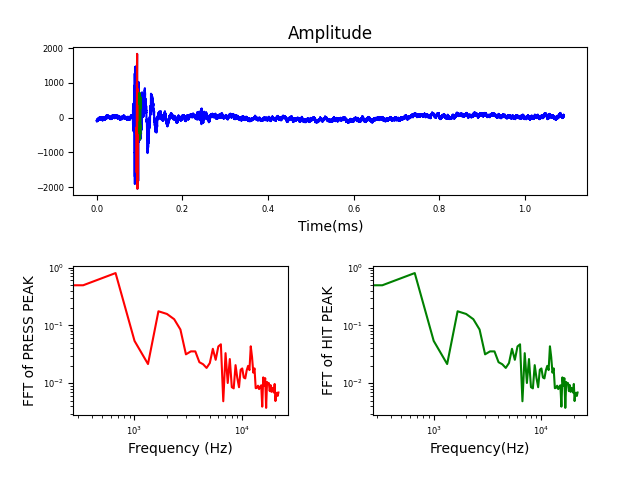 Amplitude
2000
1000
0
−1000
−2000
0.0 0.2 0.4 0.6 0.8 1.0
Time(ms)
FFT of PRESS PEAK
10⁰
10⁻¹
10⁻²
10³ 10⁴
Frequency (Hz)
FFT of HIT PEAK
10⁰
10⁻¹
10⁻²
10³ 10⁴
Frequency(Hz)